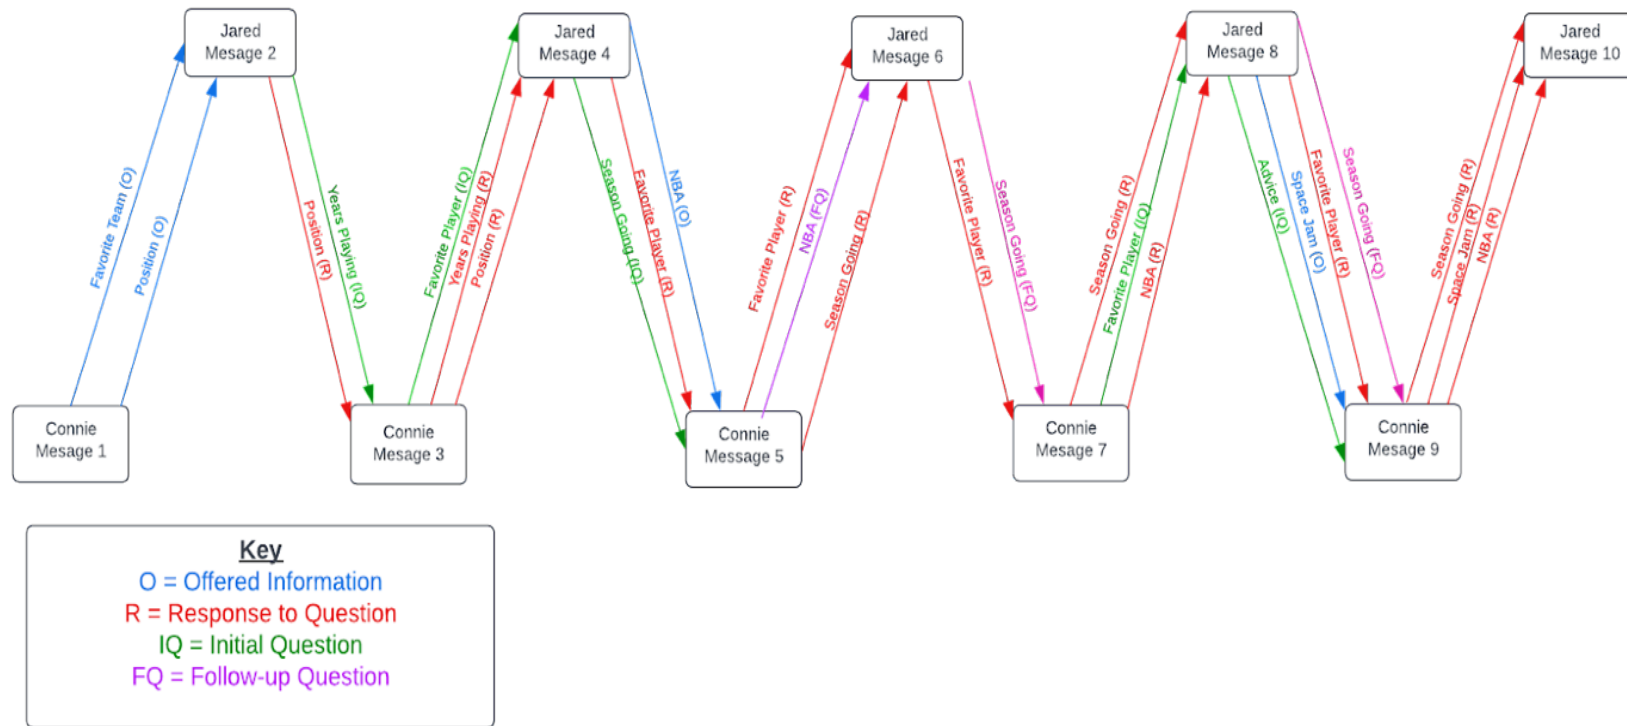 Jared
Mesage 2
Jared
Mesage 4
Jared
Mesage 6
Jared
Mesage 8
Jared
Mesage 10
Favorite Team (O)
Position (O)
Position (R)
Years Playing (IQ)
Favorite Player (IQ)
Years Playing (R)
Position (R)
Season Going (IQ)
Favorite Player (R)
NBA (O)
Favorite Player (R)
NBA (FQ)
Season Going (R)
Favorite Player (R)
Season Going (FQ)
Season Going (R)
Favorite Player (IQ)
NBA (R)
Advice (IQ)
Space Jam (O)
Favorite Player (R)
Season Going (FQ)
Season Going (R)
Space Jam (R)
NBA (R)
Connie
Mesage 1
Connie
Mesage 3
Connie
Message 5
Connie
Mesage 7
Connie
Mesage 9
Key
O = Offered Information
R = Response to Question
IQ = Initial Question
FQ = Follow-up Question